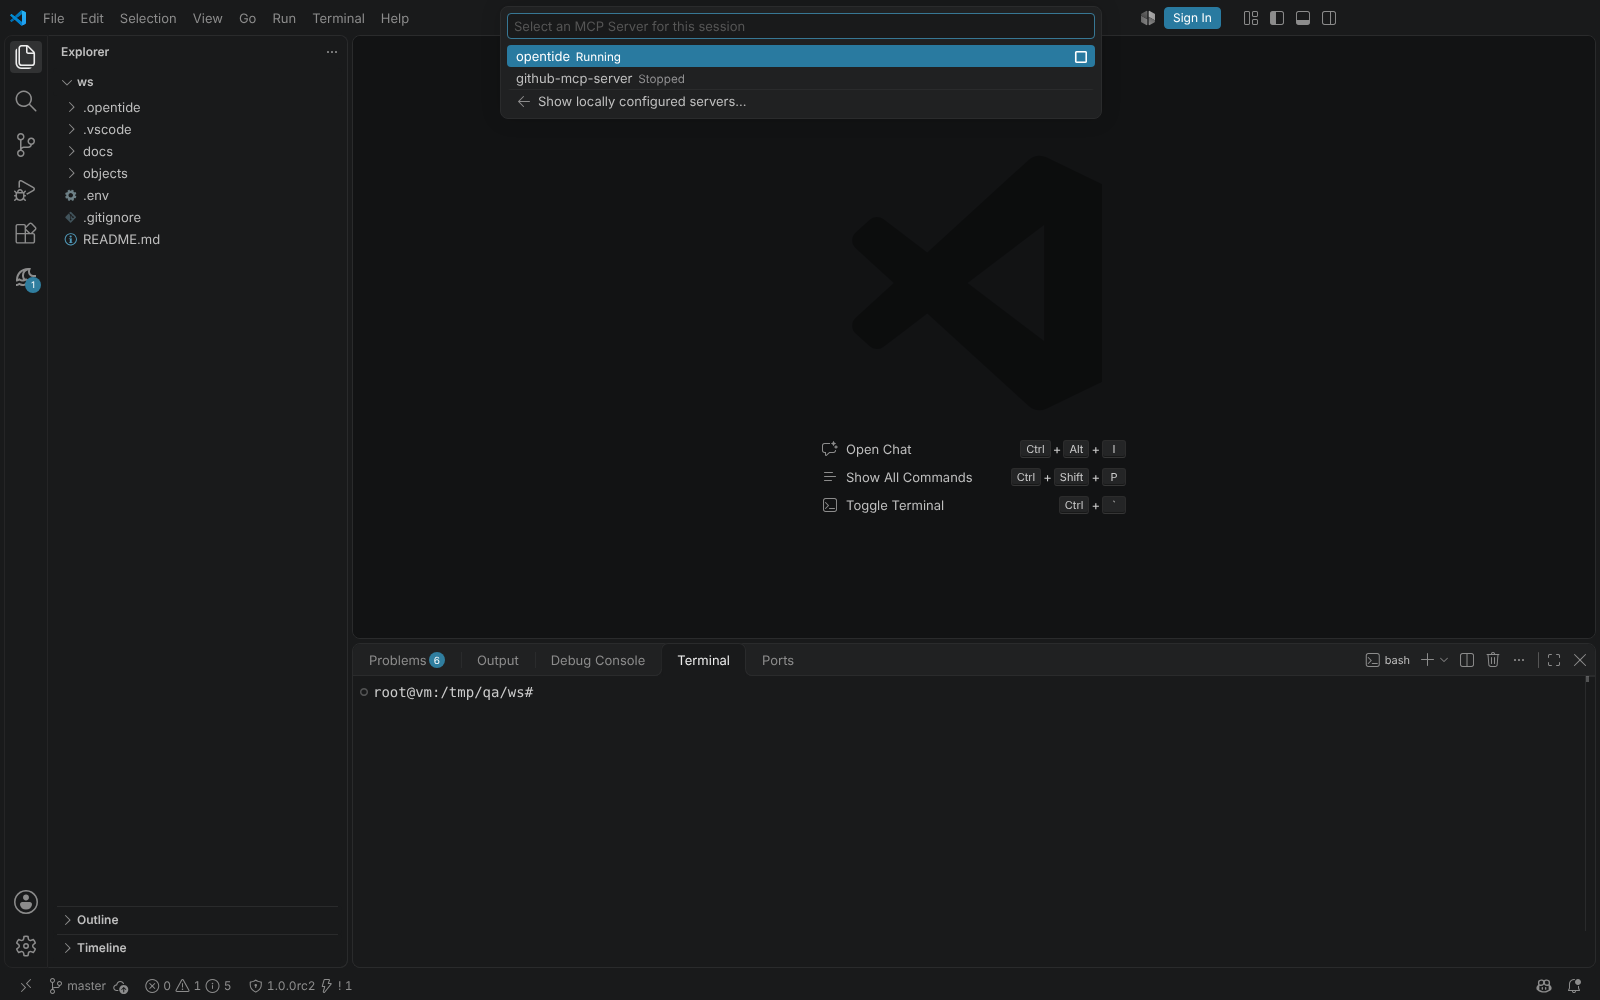 File Edit Selection View Go Run Terminal Help
Select an MCP Server for this session
Sign In
opentide Running
github-mcp-server Stopped
Show locally configured servers...
Explorer
ws
.opentide
.vscode
docs
objects
.env
.gitignore
README.md
1
Open Chat Ctrl + Alt + I
Show All Commands Ctrl + Shift + P
Toggle Terminal Ctrl + `
Problems 6 Output Debug Console Terminal Ports bash
root@vm:/tmp/qa/ws#
Outline
Timeline
master 0 1 5 1.0.0rc2 ! 1